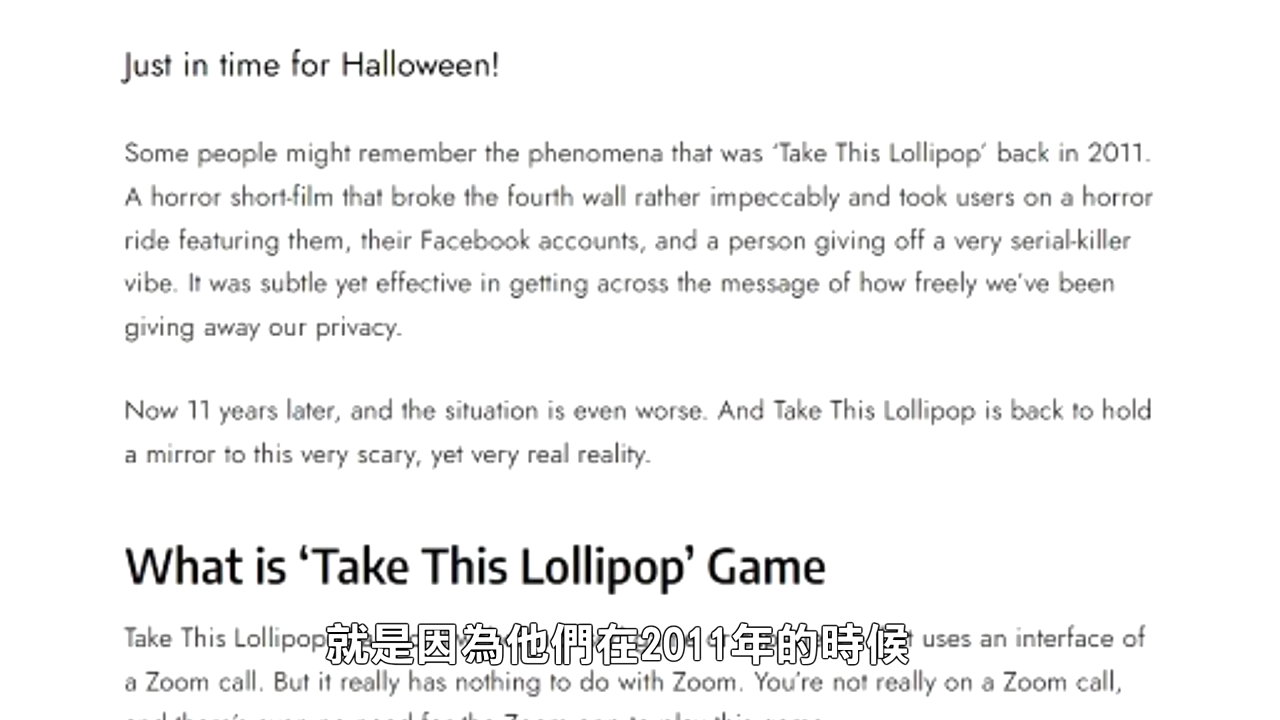 Just in time for Halloween!
Some people might remember the phenomena that was ‘Take This Lollipop’ back in 2011.
A horror short-film that broke the fourth wall rather impeccably and took users on a horror
ride featuring them, their Facebook accounts, and a person giving off a very serial-killer
vibe. It was subtle yet effective in getting across the message of how freely we’ve been
giving away our privacy.
Now 11 years later, and the situation is even worse. And Take This Lollipop is back to hold
a mirror to this very scary, yet very real reality.
What is ‘Take This Lollipop’ Game
Take This Lollipop uses an interface of
就是因為他們在2011年的時候
a Zoom call. But it really has nothing to do with Zoom. You’re not really on a Zoom call,